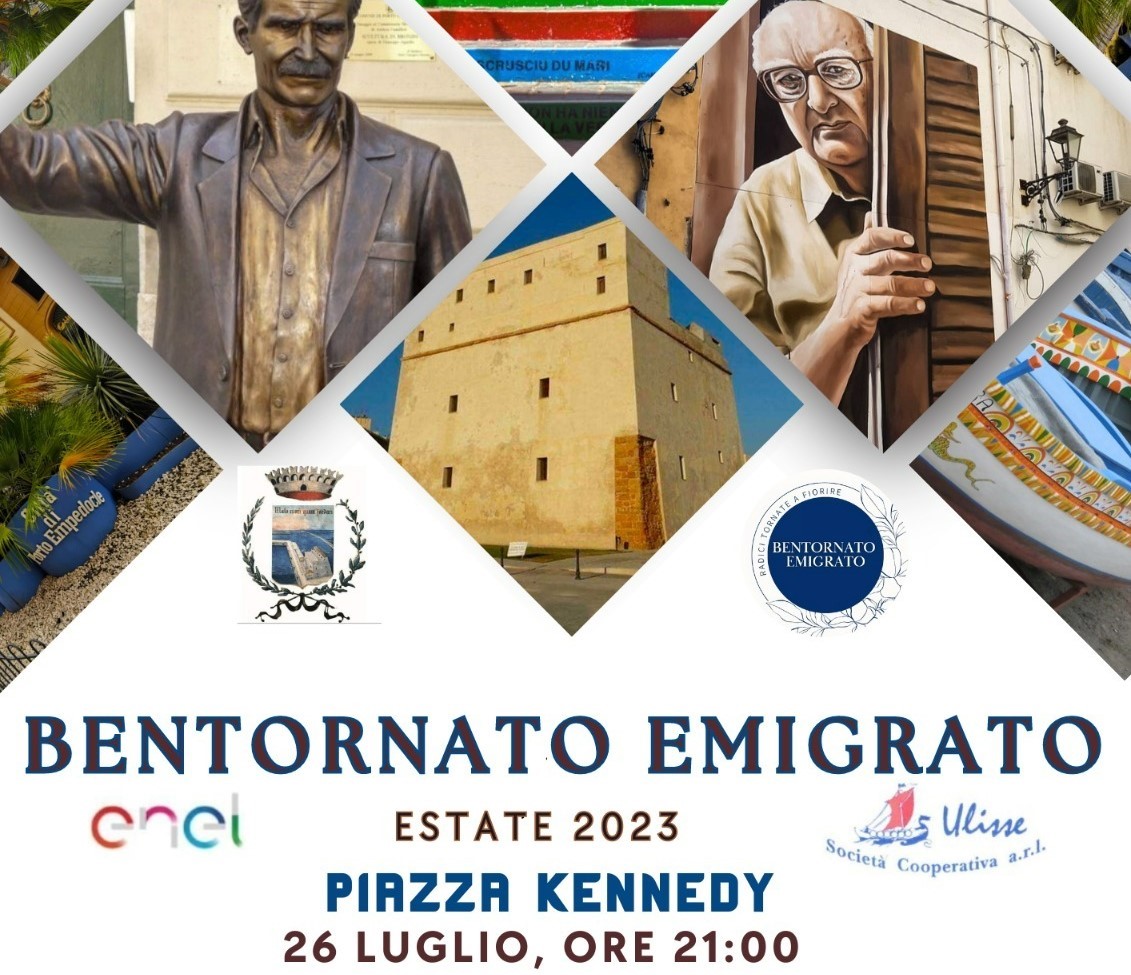 SCRUSCIU DU MARI
Città
di
Porto Empedocle
RADICI TORNATE A FIORIRE
BENTORNATO
EMIGRATO
BENTORNATO EMIGRATO
enel
ESTATE 2023
Ulisse
Società Cooperativa a.r.l.
PIAZZA KENNEDY
26 LUGLIO, ORE 21:00